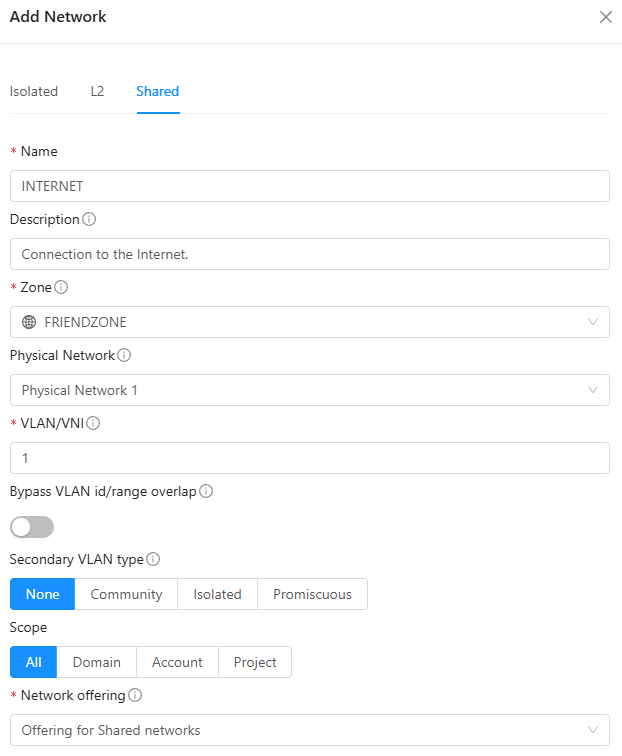 Add Network
Isolated L2 Shared
* Name
INTERNET
Description
Connection to the Internet.
* Zone
FRIENDZONE
Physical Network
Physical Network 1
* VLAN/VNI
1
Bypass VLAN id/range overlap
Secondary VLAN type
None Community Isolated Promiscuous
Scope
All Domain Account Project
* Network offering
Offering for Shared networks